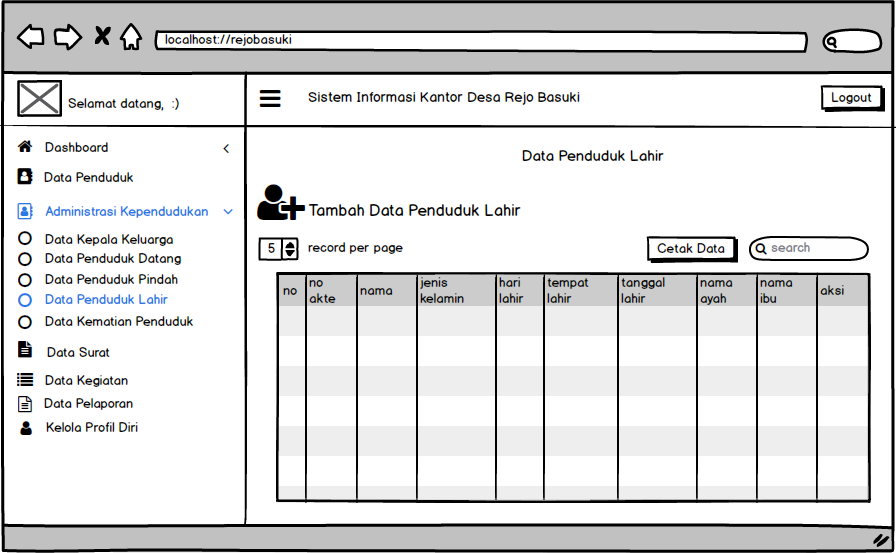 localhost://rejobasuki
Selamat datang, :)
Sistem Informasi Kantor Desa Rejo Basuki
Logout
Dashboard
Data Penduduk
Administrasi Kependudukan
Data Kepala Keluarga
Data Penduduk Datang
Data Penduduk Pindah
Data Penduduk Lahir
Data Kematian Penduduk
Data Surat
Data Kegiatan
Data Pelaporan
Kelola Profil Diri
Data Penduduk Lahir
Tambah Data Penduduk Lahir
5 record per page
Cetak Data
search
no
no
akte
nama
jenis
kelamin
hari
lahir
tempat
lahir
tanggal
lahir
nama
ayah
nama
ibu
aksi